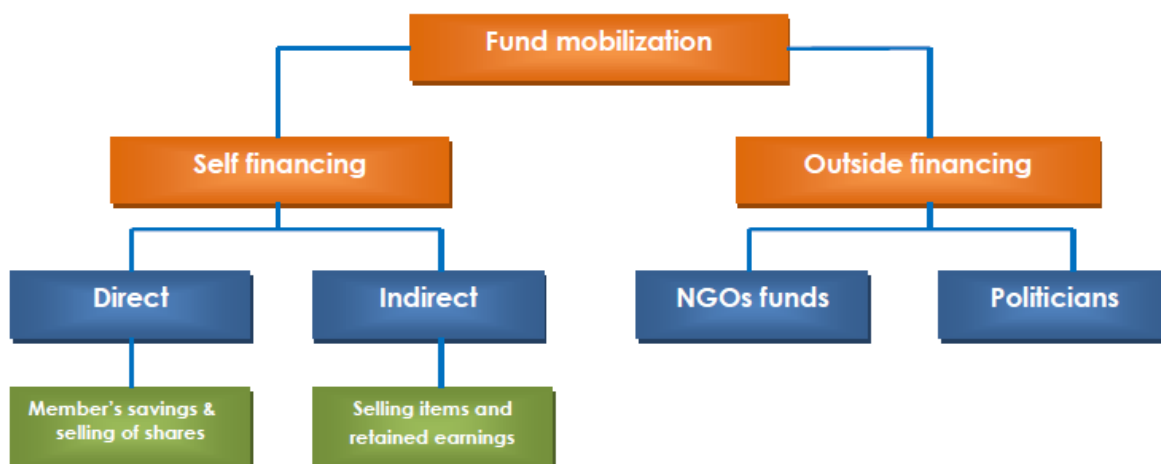 Fund mobilization
Self financing
Outside financing
Direct
Indirect
NGOs funds
Politicians
Member's savings &
selling of shares
Selling items and
retained earnings